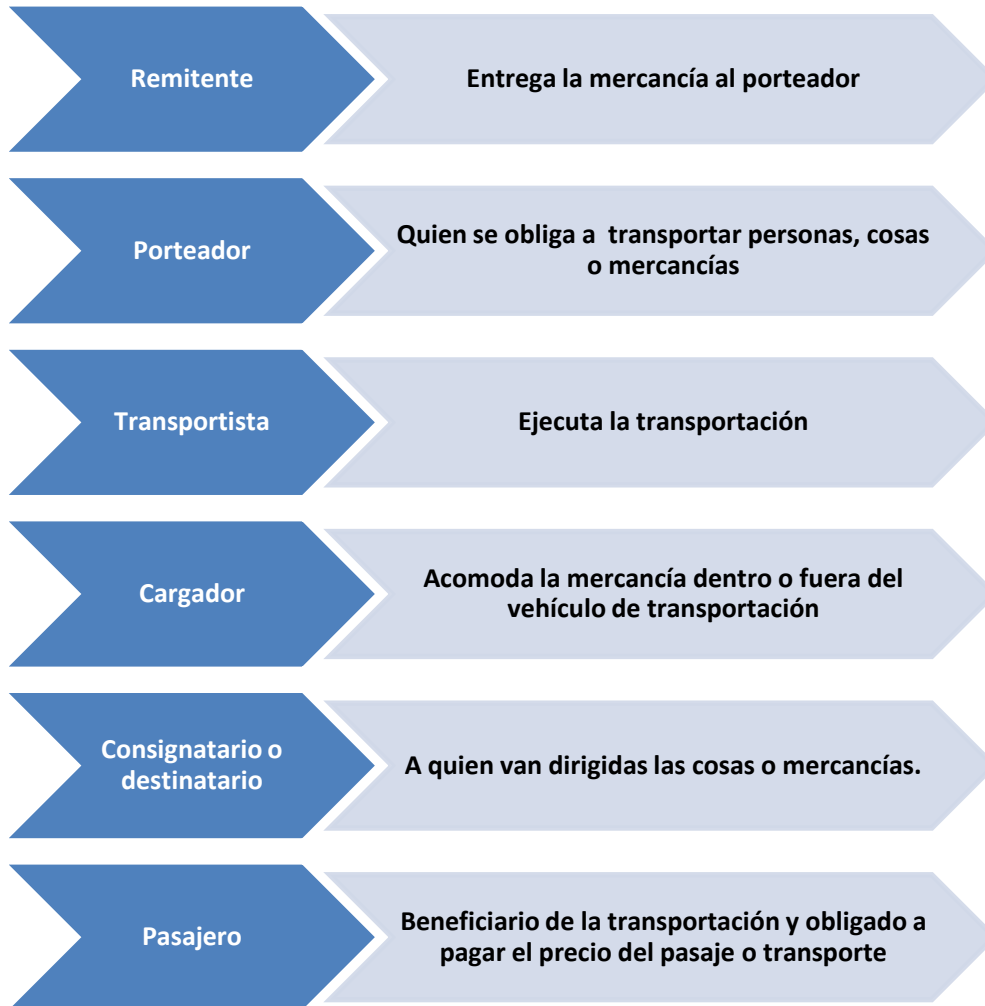 Remitente
Entrega la mercancía al porteador
Porteador
Quien se obliga a  transportar personas, cosas
o mercancías
Transportista
Ejecuta la transportación
Cargador
Acomoda la mercancía dentro o fuera del
vehículo de transportación
Consignatario o
destinatario
A quien van dirigidas las cosas o mercancías.
Pasajero
Beneficiario de la transportación y obligado a
pagar el precio del pasaje o transporte